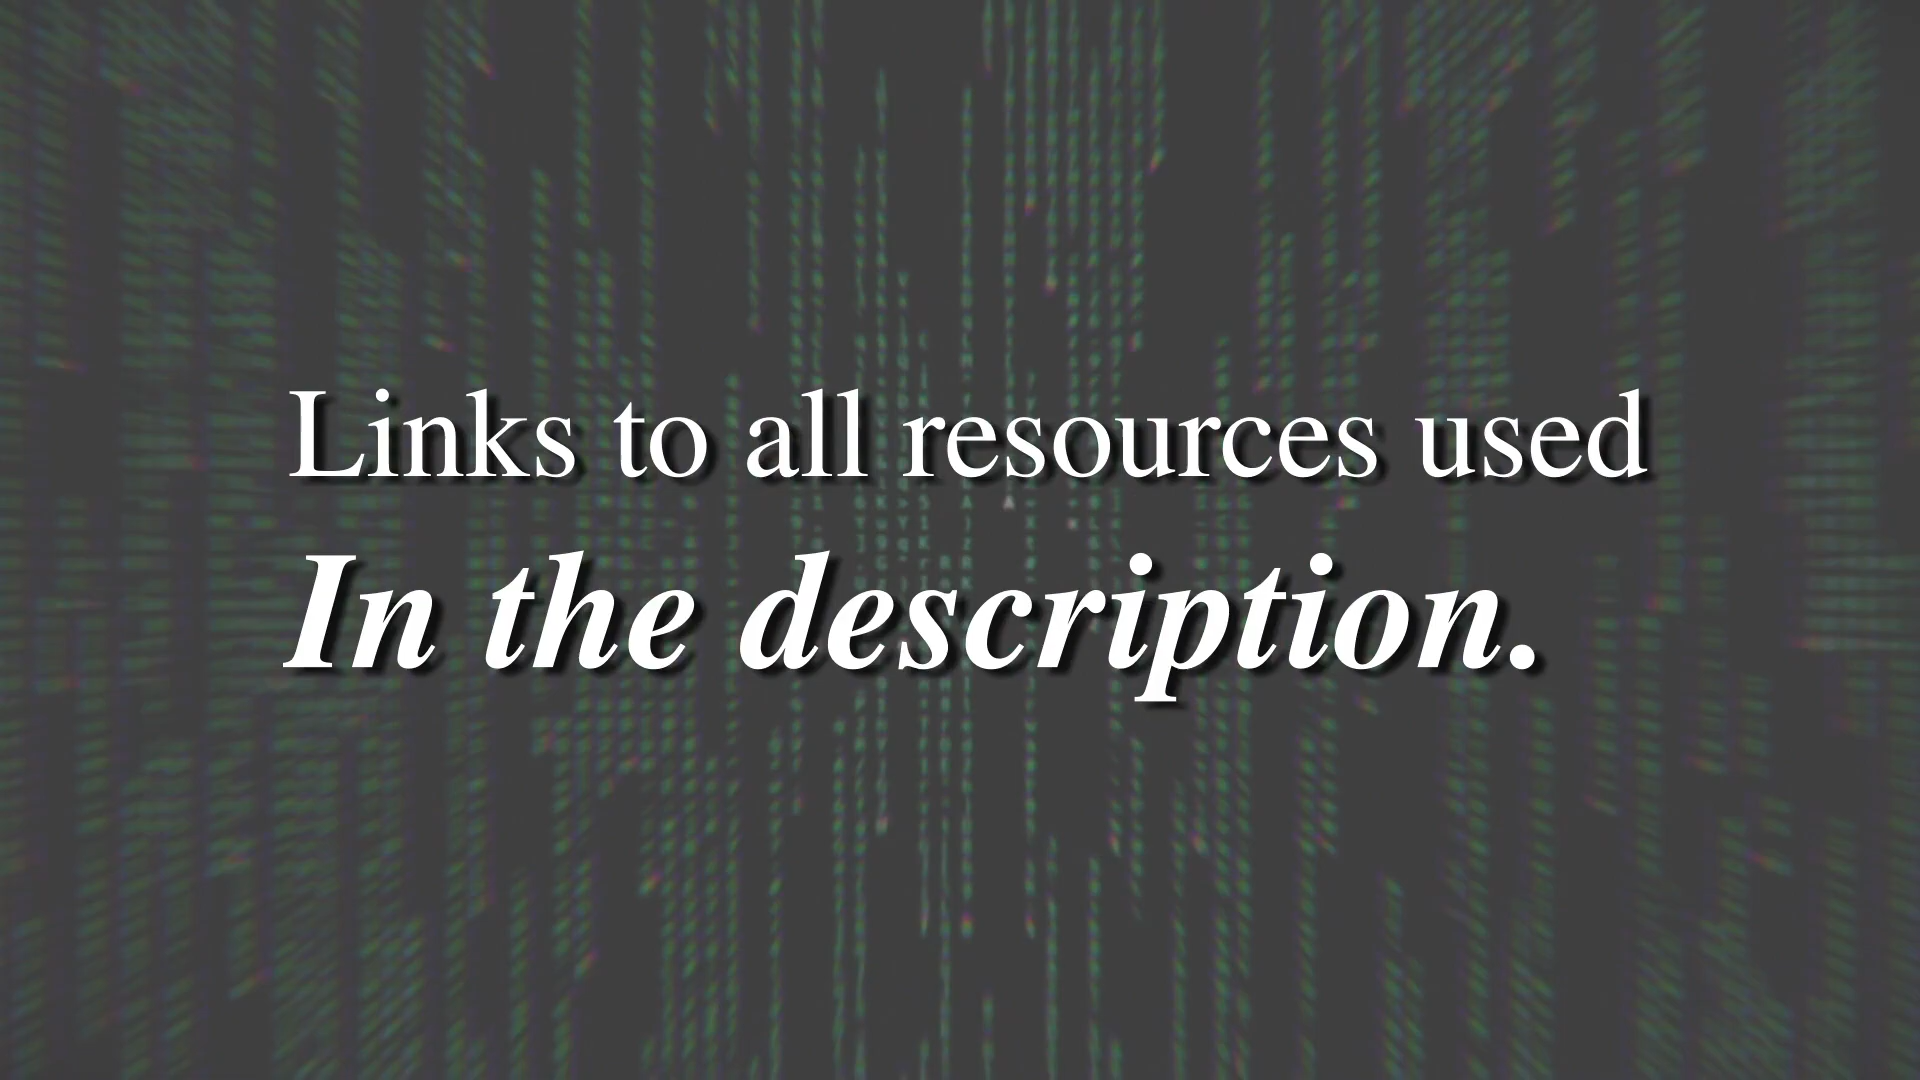 Links to all resources used
In the description.